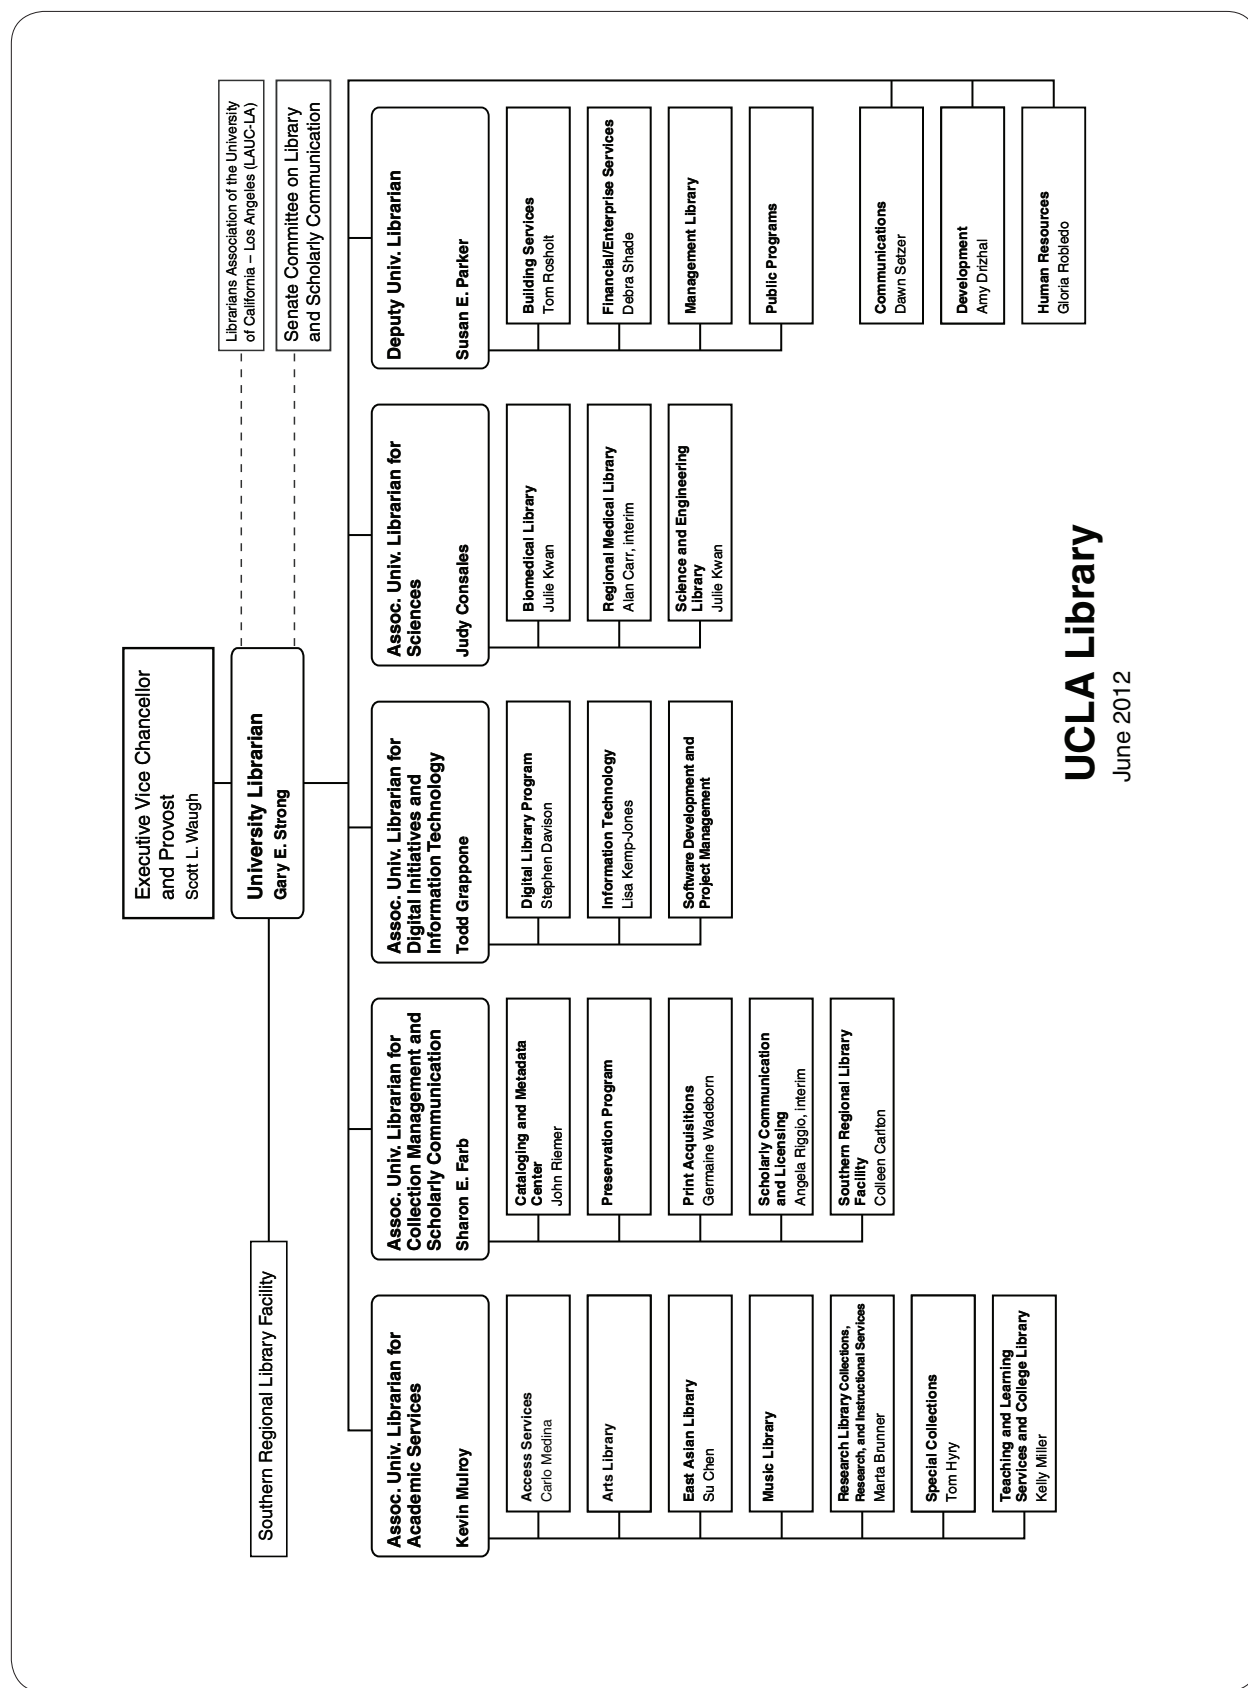 Executive Vice Chancellor
and Provost
Scott L. Waugh
University Librarian
Gary E. Strong
Southern Regional Library Facility
Librarians Association of the University
of California – Los Angeles (LAUC-LA)
Senate Committee on Library
and Scholarly Communication
Assoc. Univ. Librarian for
Academic Services
Kevin Mulroy
Access Services
Carlo Medina
Arts Library
East Asian Library
Su Chen
Music Library
Research Library Collections,
Research, and Instructional Services
Marta Brunner
Special Collections
Tom Hyry
Teaching and Learning
Services and College Library
Kelly Miller
Assoc. Univ. Librarian for
Collection Management and
Scholarly Communication
Sharon E. Farb
Cataloging and Metadata
Center
John Riemer
Preservation Program
Print Acquisitions
Germaine Wadeborn
Scholarly Communication
and Licensing
Angela Riggio, interim
Southern Regional Library
Facility
Colleen Carlton
Assoc. Univ. Librarian for
Digital Initiatives and
Information Technology
Todd Grappone
Digital Library Program
Stephen Davison
Information Technology
Lisa Kemp-Jones
Software Development and
Project Management
Assoc. Univ. Librarian for
Sciences
Judy Consales
Biomedical Library
Julie Kwan
Regional Medical Library
Alan Carr, interim
Science and Engineering
Library
Julie Kwan
Deputy Univ. Librarian
Susan E. Parker
Building Services
Tom Rosholt
Financial/Enterprise Services
Debra Shade
Management Library
Public Programs
Communications
Dawn Setzer
Development
Amy Drizhal
Human Resources
Gloria Robledo
UCLA Library
June 2012